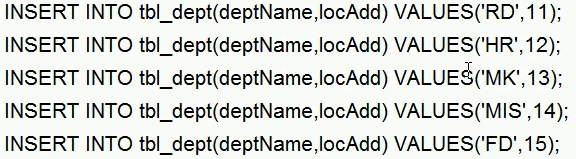 INSERT INTO tbl_dept(deptName,locAdd) VALUES('RD',11);
INSERT INTO tbl_dept(deptName,locAdd) VALUES('HR',12);
INSERT INTO tbl_dept(deptName,locAdd) VALUES('MK',13);
INSERT INTO tbl_dept(deptName,locAdd) VALUES('MIS',14);
INSERT INTO tbl_dept(deptName,locAdd) VALUES('FD',15);